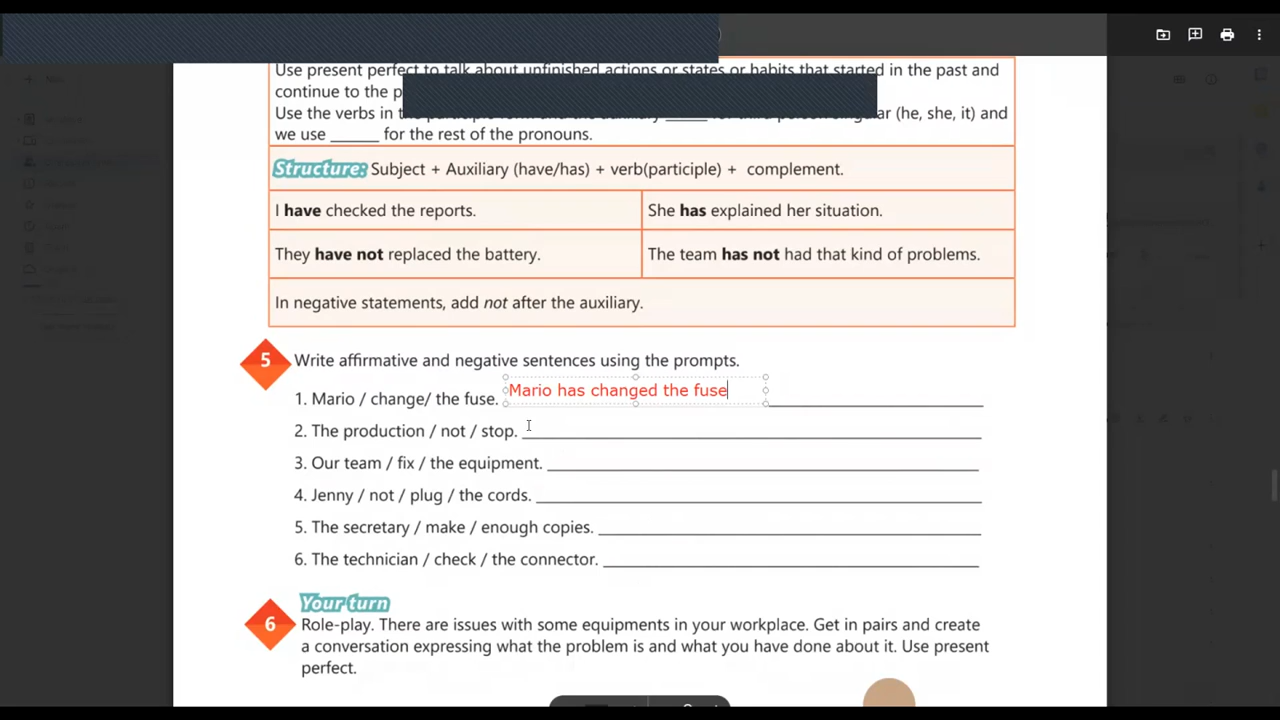 Use present perfect to talk about unfinished actions or states or habits that started in the past and
continue to the p
Use the verbs in (he, she, it) and
we use ______ for the rest of the pronouns.
Structure: Subject + Auxiliary (have/has) + verb(participle) + complement.
I have checked the reports.
She has explained her situation.
They have not replaced the battery.
The team has not had that kind of problems.
In negative statements, add not after the auxiliary.
5 Write affirmative and negative sentences using the prompts.
1. Mario / change/ the fuse. Mario has changed the fuse
2. The production / not / stop.
3. Our team / fix / the equipment.
4. Jenny / not / plug / the cords.
5. The secretary / make / enough copies.
6. The technician / check / the connector.
Your turn
6 Role-play. There are issues with some equipments in your workplace. Get in pairs and create
a conversation expressing what the problem is and what you have done about it. Use present
perfect.